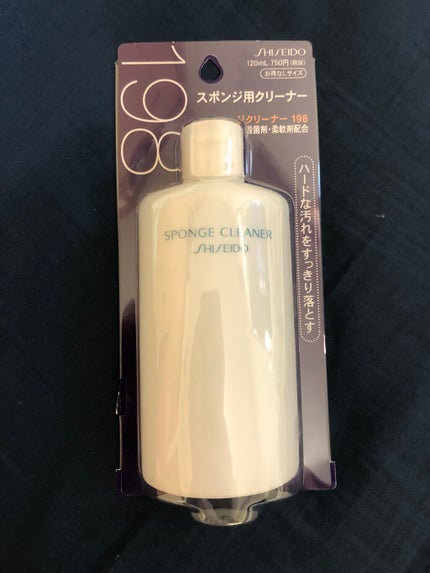 198
SHISEIDO
120mL 750円(税抜)
お得なLサイズ
スポンジ用クリーナー
ジクリーナー 198
殺菌剤・柔軟剤配合
ハードな汚れをすっきり落とす
SPONGE CLEANER
SHISEIDO